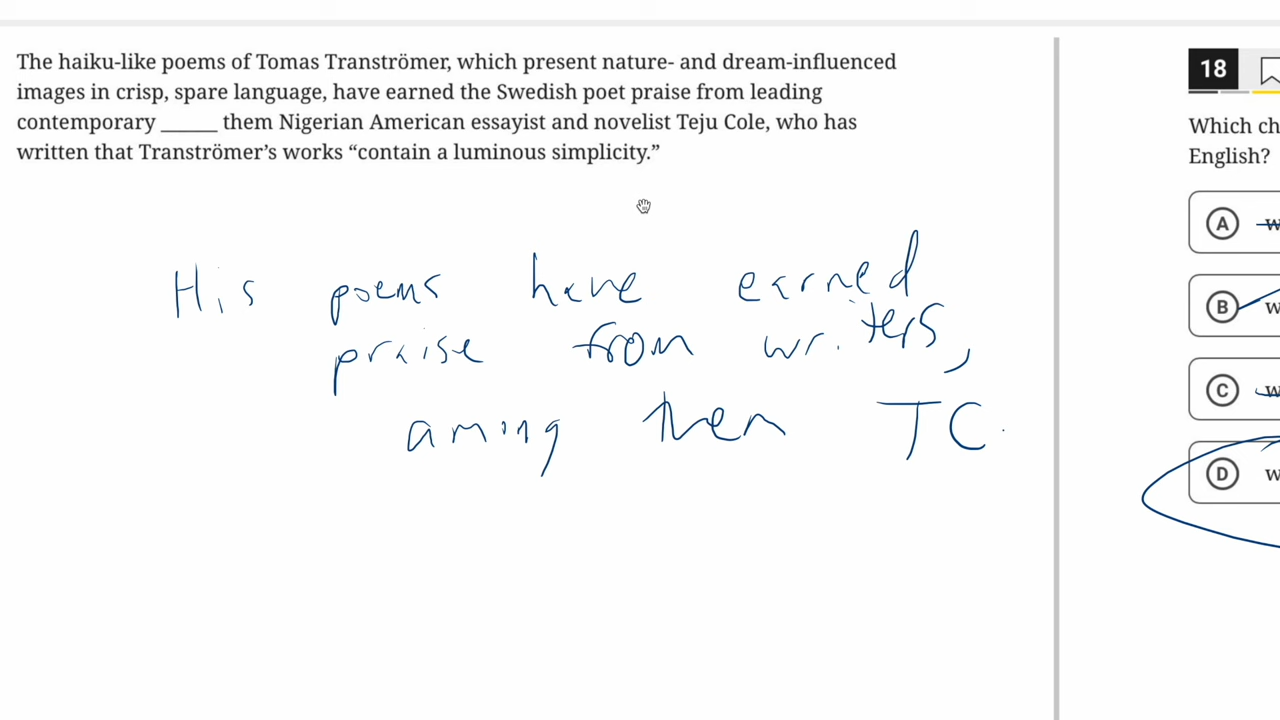 The haiku-like poems of Tomas Tranströmer, which present nature- and dream-influenced
images in crisp, spare language, have earned the Swedish poet praise from leading
contemporary ______ them Nigerian American essayist and novelist Teju Cole, who has
written that Tranströmer’s works “contain a luminous simplicity.”
His poems have earned
praise from writers,
among them TC
18
Which ch
English?
A w
B w
C w
D w